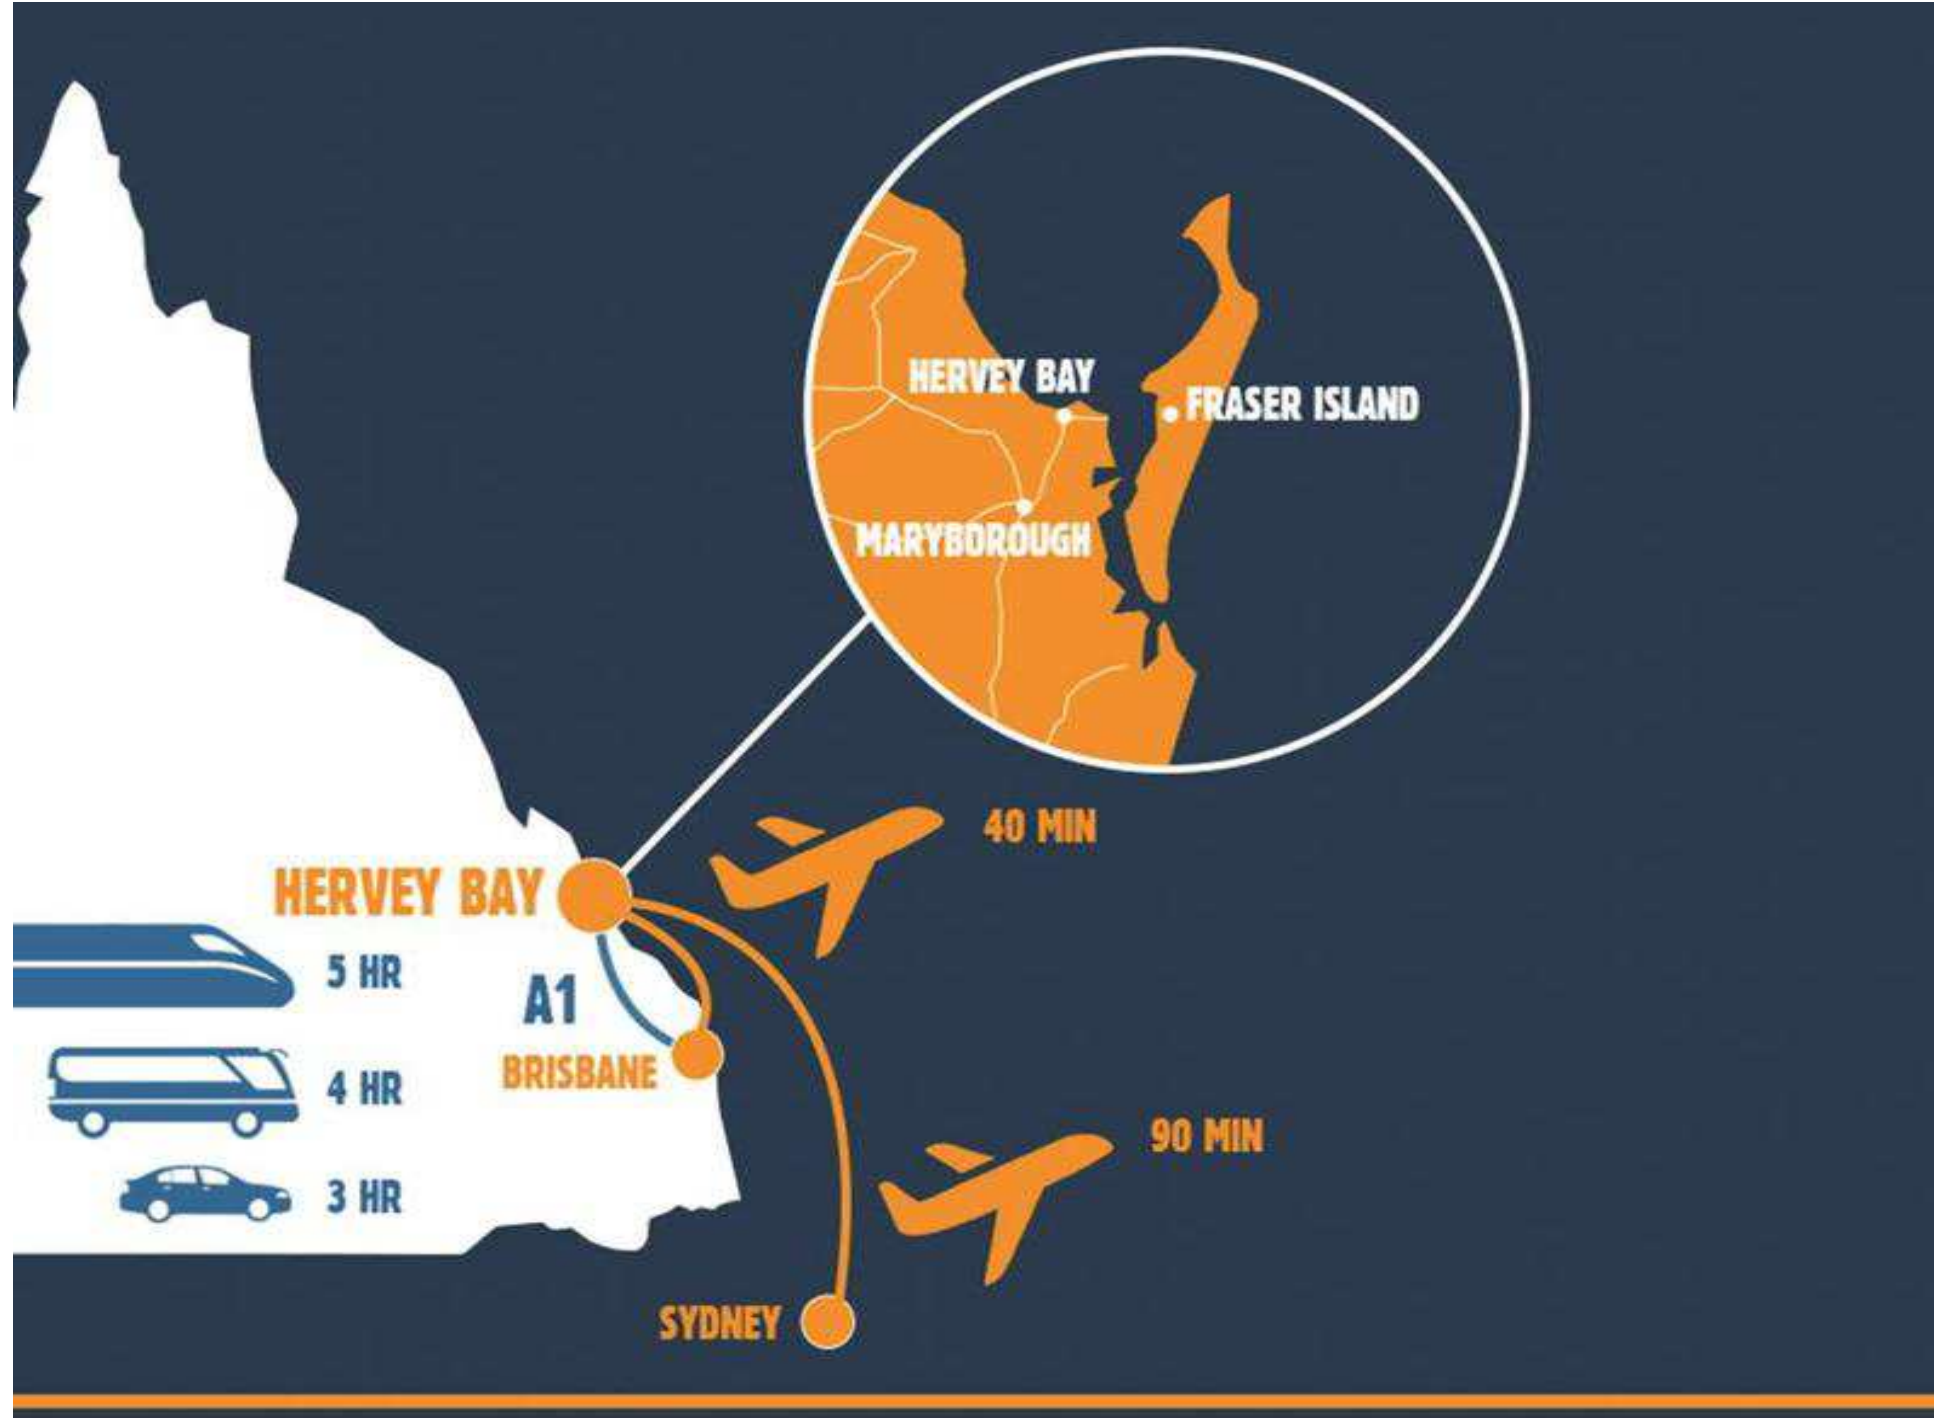 HERVEY BAY
FRASER ISLAND
MARYBOROUGH
40 MIN
HERVEY BAY
5 HR
A1
BRISBANE
4 HR
90 MIN
3 HR
SYDNEY